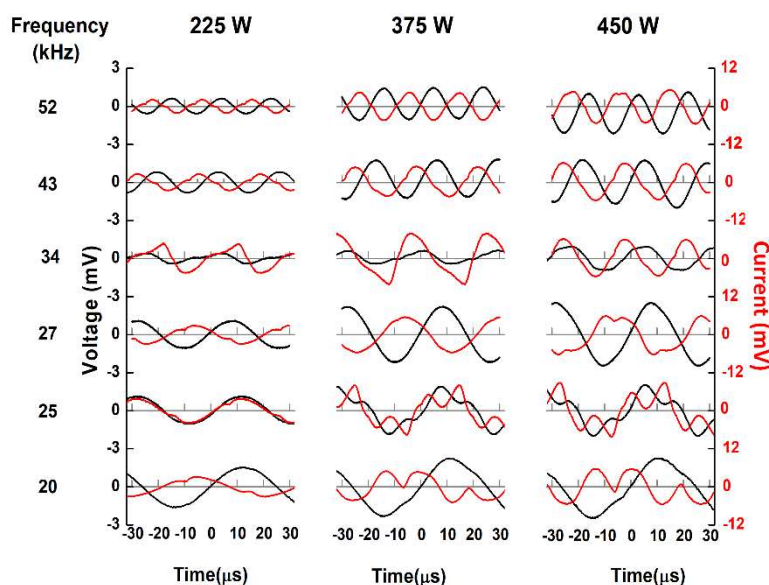 Frequency 225 W 375 W 450 W
(kHz)
3 12
52 0 0
-3 -12
43 0 0
3 -12
34 0 0
-3 12
27 0 0
3 -12
25 0 0
-3 12
20 0 0
-3 -12
Voltage (mV)
Current (mV)
-30 -20 -10 0 10 20 30 -30 -20 -10 0 10 20 30 -30 -20 -10 0 10 20 30
Time(μs) Time(μs) Time(μs)